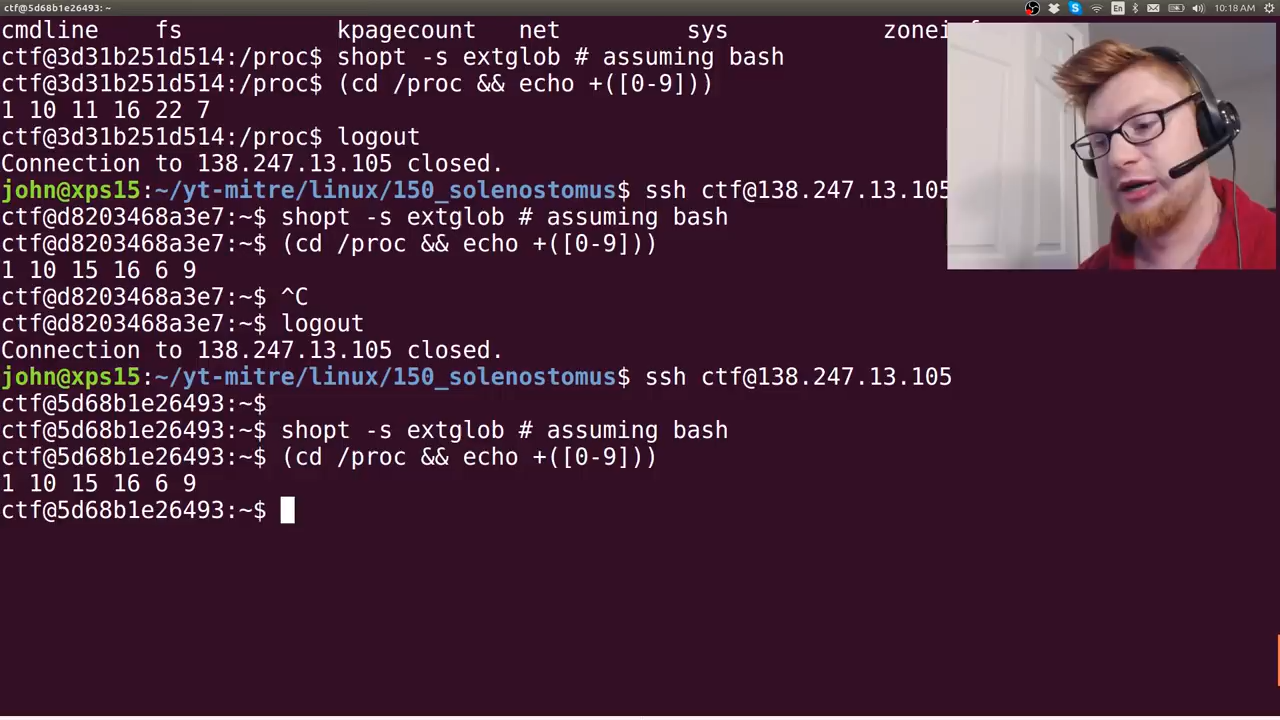 ctf@5d68b1e26493: ~
En
10:18 AM
cmdline fs kpagecount net sys
ctf@3d31b251d514:/proc$ shopt -s extglob # assuming bash
ctf@3d31b251d514:/proc$ (cd /proc && echo +([0-9]))
1 10 11 16 22 7
ctf@3d31b251d514:/proc$ logout
Connection to 138.247.13.105 closed.
john@xps15:~/yt-mitre/linux/150_solenostomus$ ssh ctf@138.247.13.105
ctf@d8203468a3e7:~$ shopt -s extglob # assuming bash
ctf@d8203468a3e7:~$ (cd /proc && echo +([0-9]))
1 10 15 16 6 9
ctf@d8203468a3e7:~$ ^C
ctf@d8203468a3e7:~$ logout
Connection to 138.247.13.105 closed.
john@xps15:~/yt-mitre/linux/150_solenostomus$ ssh ctf@138.247.13.105
ctf@5d68b1e26493:~$
ctf@5d68b1e26493:~$ shopt -s extglob # assuming bash
ctf@5d68b1e26493:~$ (cd /proc && echo +([0-9]))
1 10 15 16 6 9
ctf@5d68b1e26493:~$